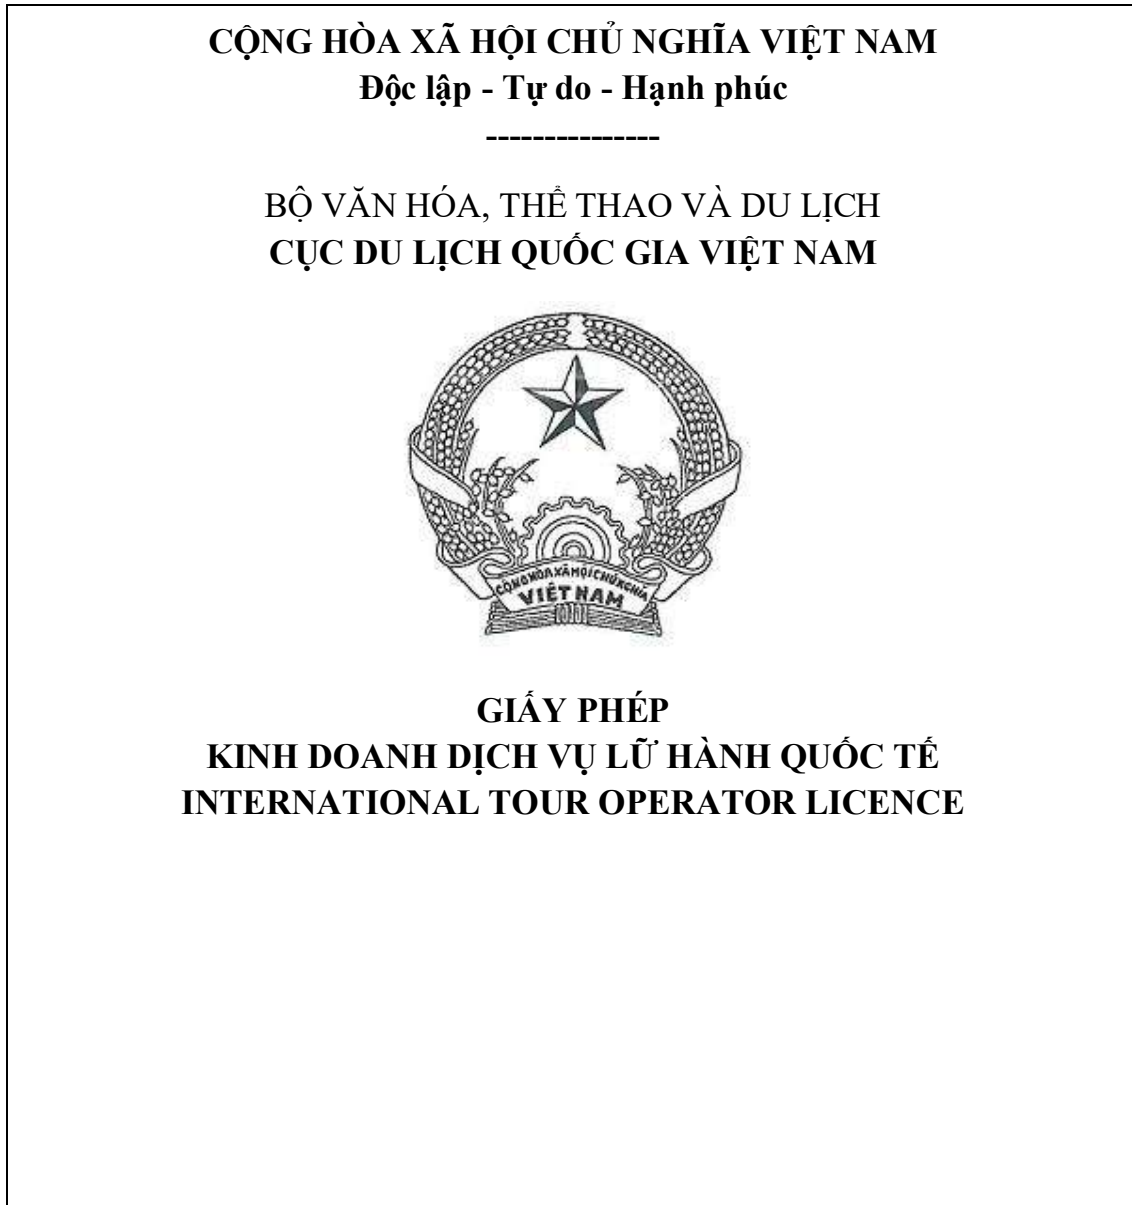 CỘNG HÒA XÃ HỘI CHỦ NGHĨA VIỆT NAM
Độc lập - Tự do - Hạnh phúc
---------------
BỘ VĂN HÓA, THỂ THAO VÀ DU LỊCH
CỤC DU LỊCH QUỐC GIA VIỆT NAM
CỘNG HÒA XÃ HỘI CHỦ NGHĨA
VIỆT NAM
GIẤY PHÉP
KINH DOANH DỊCH VỤ LỮ HÀNH QUỐC TẾ
INTERNATIONAL TOUR OPERATOR LICENCE